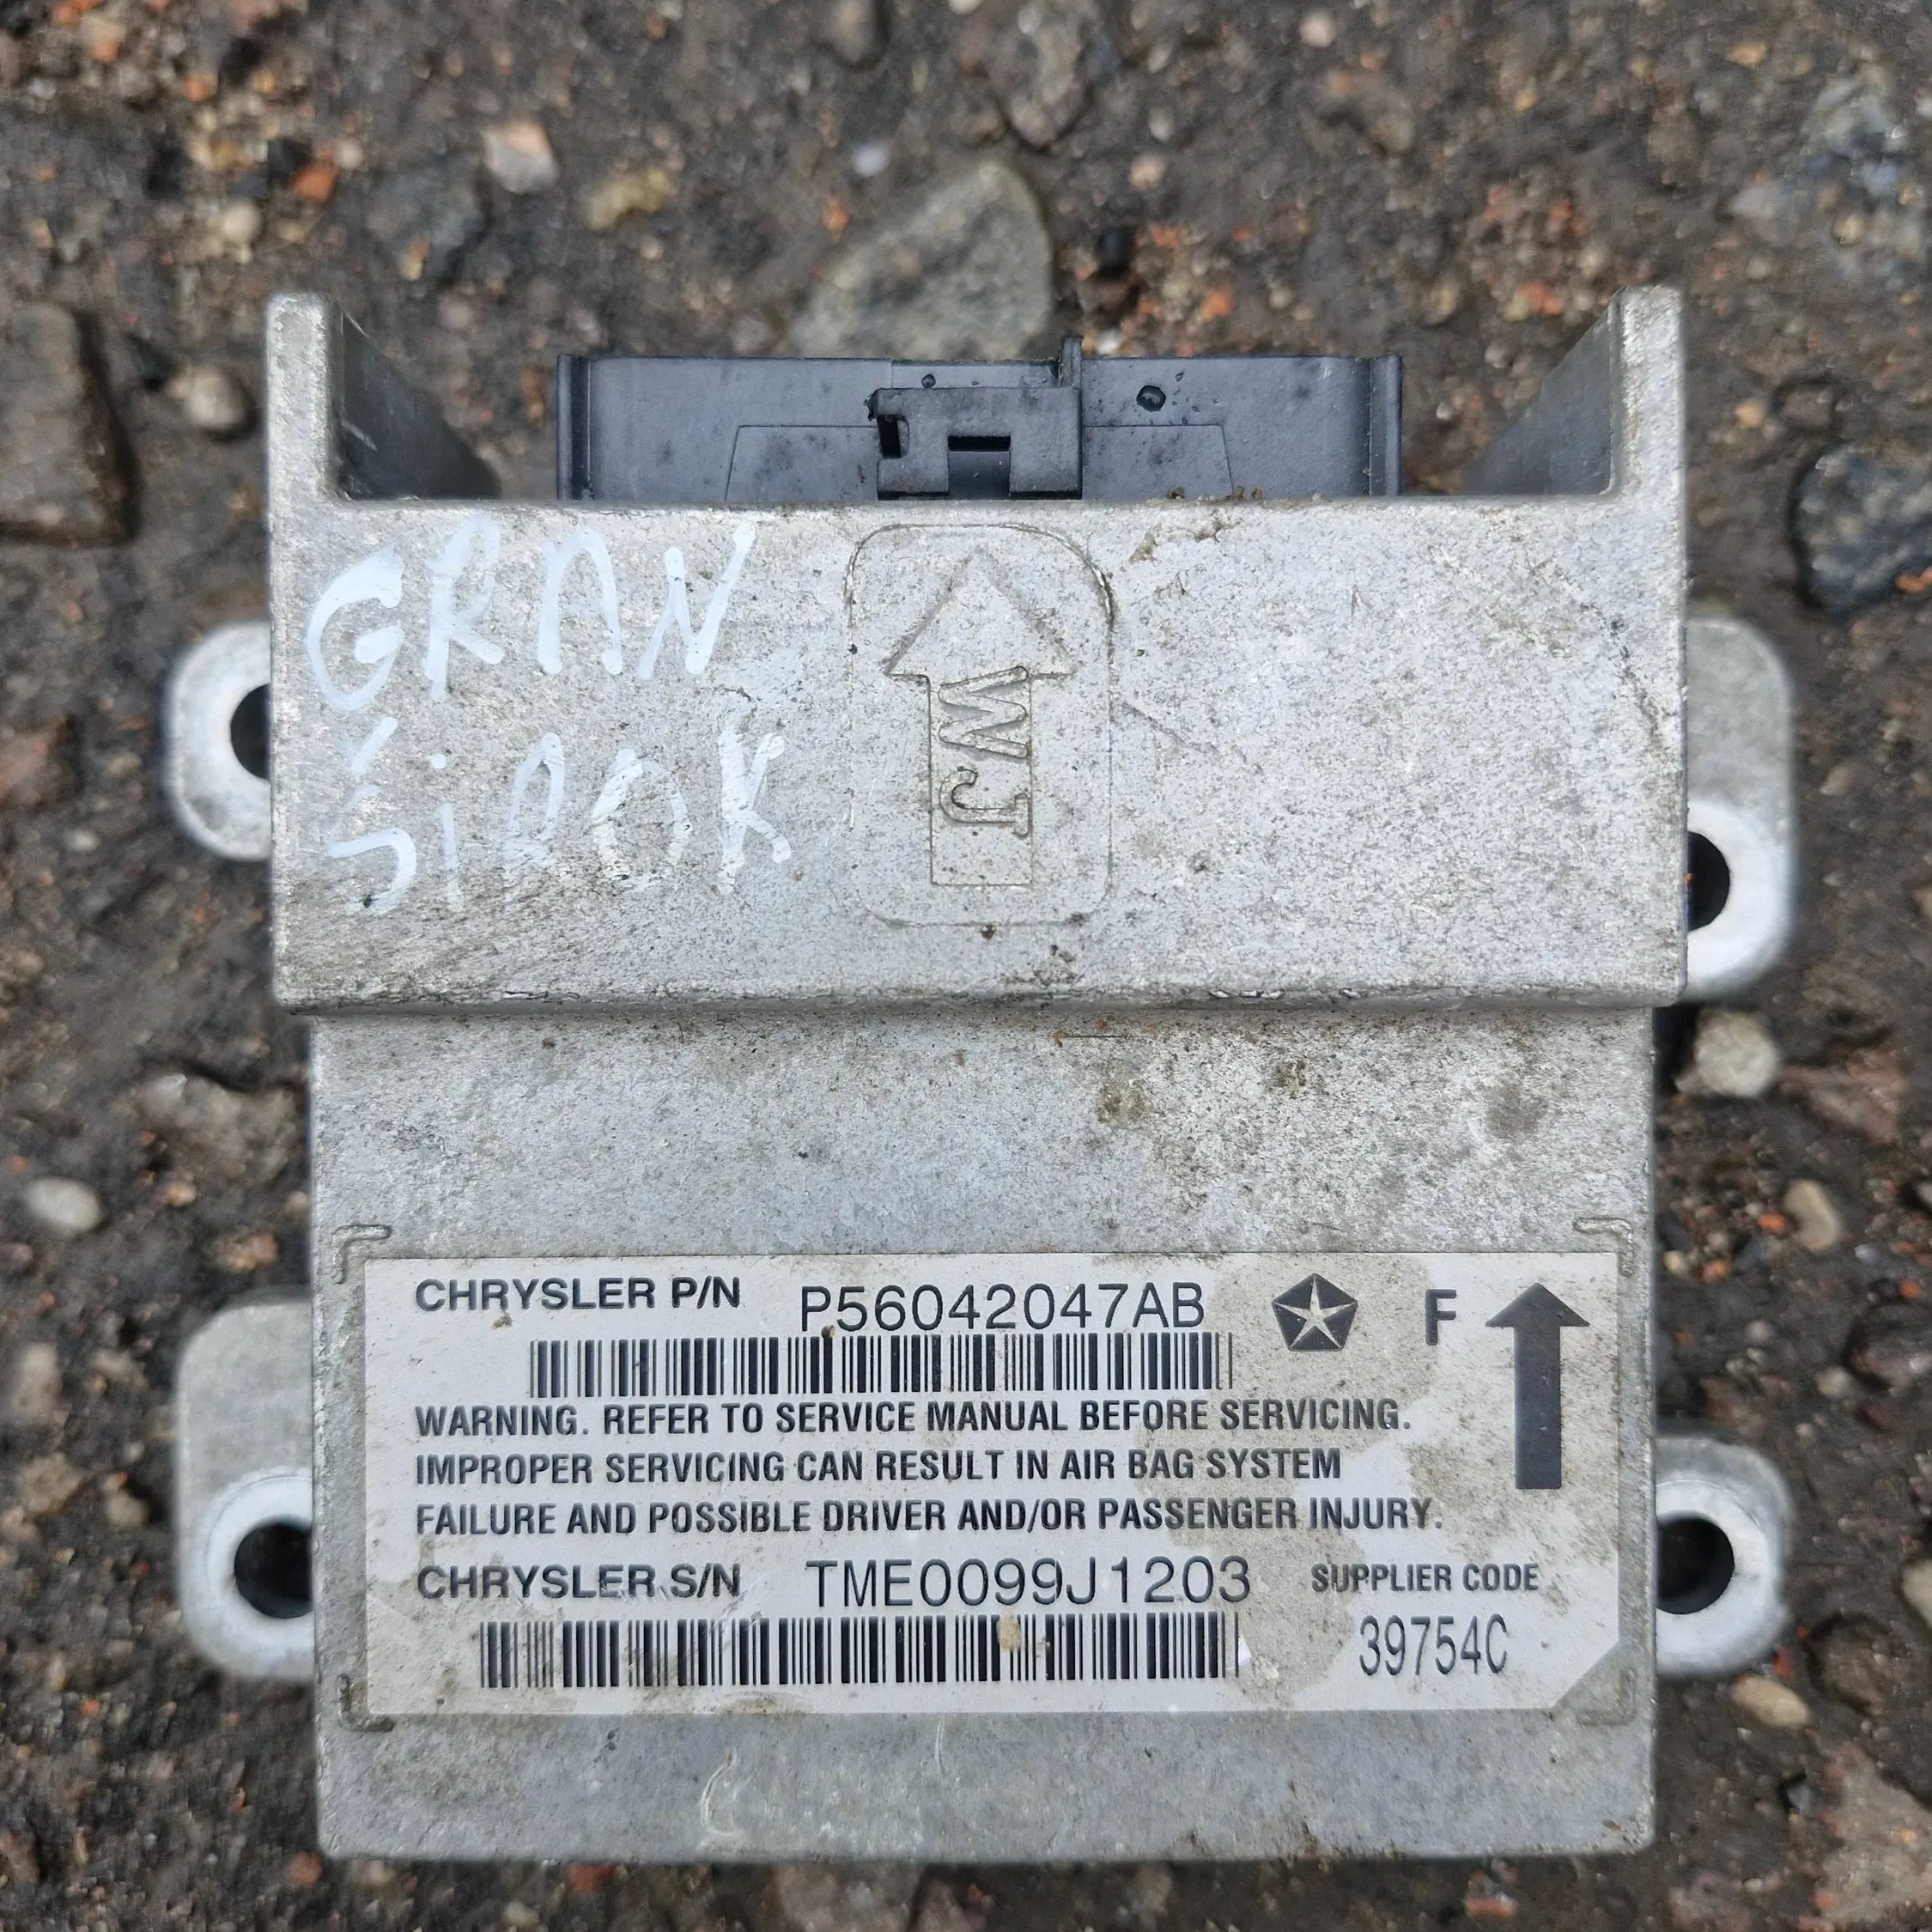 GRAN
ŠIROK
WJ
CHRYSLER P/N P56042047AB F
WARNING. REFER TO SERVICE MANUAL BEFORE SERVICING.
IMPROPER SERVICING CAN RESULT IN AIR BAG SYSTEM
FAILURE AND POSSIBLE DRIVER AND/OR PASSENGER INJURY.
CHRYSLER S/N TME0099J1203 SUPPLIER CODE
39754C